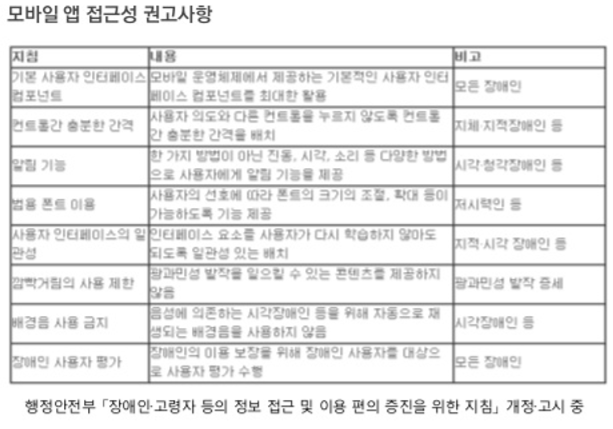 모바일 앱 접근성 권고사항
지침 내용 비고
기본 사용자 인터페이스 모바일 운영체제에서 제공하는 기본적인 사용자 인터 모든 장애인
컴포넌트 페이스 컴포넌트를 최대한 활용
컨트롤간 충분한 간격 사용자 의도와 다른 컨트롤을 누르지 않도록 컨트롤 지체·지적장애인 등
간 충분한 간격을 배치
알림 기능 한 가지 방법이 아닌 진동, 시각, 소리 등 다양한 방법 시각·청각장애인 등
으로 사용자에게 알림 기능을 제공
범용 폰트 이용 사용자의 선호에 따라 폰트의 크기의 조절, 확대 등이 저시력인 등
가능하도록 기능 제공
사용자 인터페이스의 일 인터페이스 요소를 사용자가 다시 학습하지 않아도 지적·시각 장애인 등
관성 되도록 일관성 있는 배치
깜빡거림의 사용 제한 광과민성 발작을 일으킬 수 있는 콘텐츠를 제공하지 광과민성 발작 증세
않음
배경음 사용 금지 음성에 의존하는 시각장애인 등을 위해 자동으로 재 시각장애인 등
생되는 배경음을 사용하지 않음
장애인 사용자 평가 장애인의 이용 보장을 위해 장애인 사용자를 대상으 모든 장애인
로 사용자 평가 수행
행정안전부 「장애인·고령자 등의 정보 접근 및 이용 편의 증진을 위한 지침」 개정·고시 중